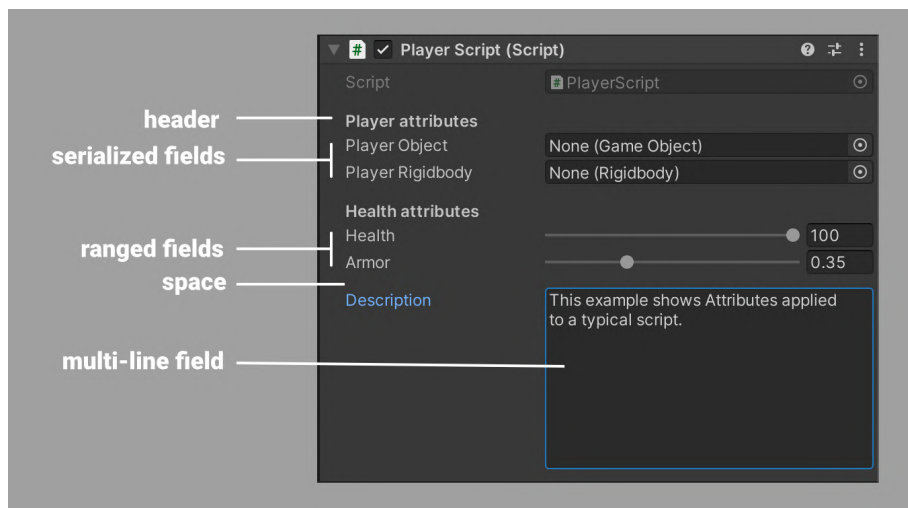 # Player Script (Script)
Script # PlayerScript
header Player attributes
serialized fields Player Object None (Game Object)
Player Rigidbody None (Rigidbody)
Health attributes
ranged fields Health 100
Armor 0.35
space
Description This example shows Attributes applied
to a typical script.
multi-line field